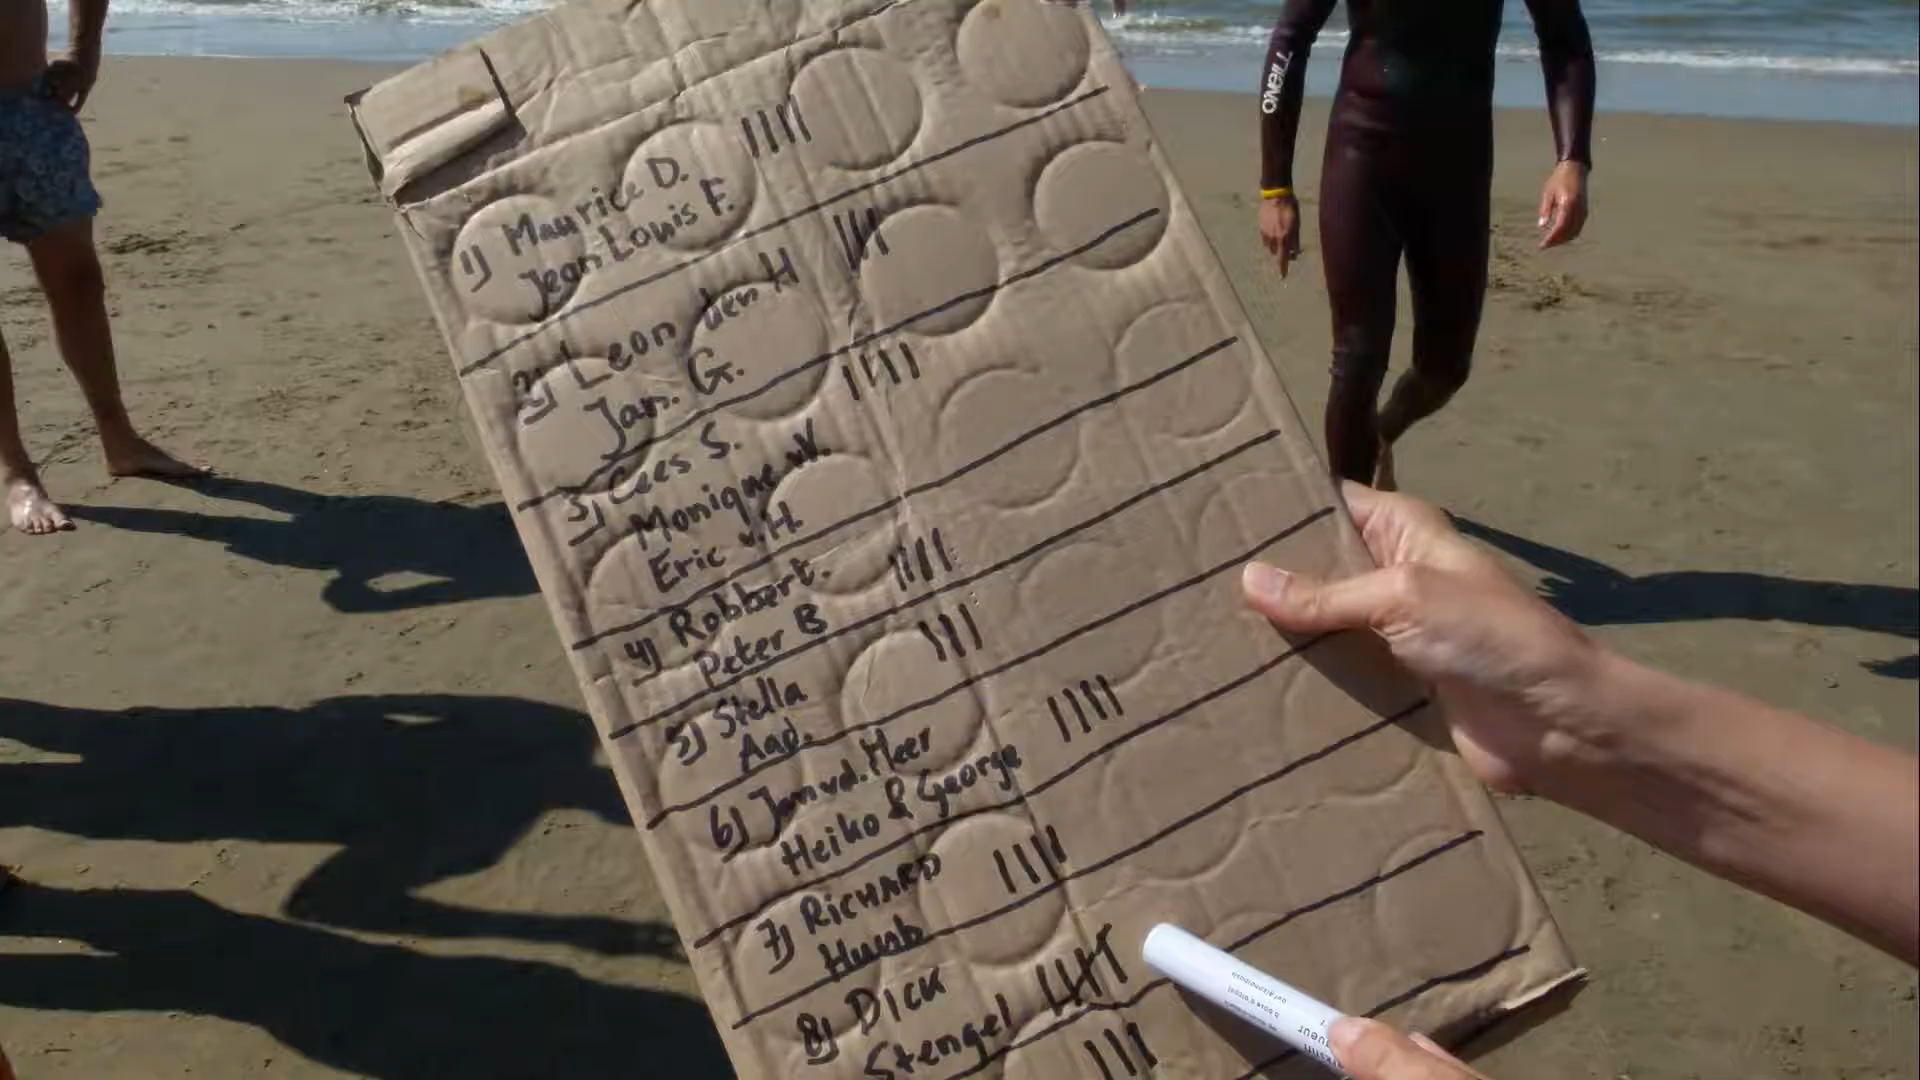 1) Maurice D. ||||
Jean Louis F.
2) Leon den H ||||
Jan. G.
3) Cees S. ||||
Monique v.V.
Eric v.H.
4) Robbert. ||||
Peter B
5) Stella |||
Aad.
6) Jan v.d. Meer
Heiko & George ||||
7) RICHARD ||||
Huub
8) DICK
Stengel ||||
||||
O'NEILL